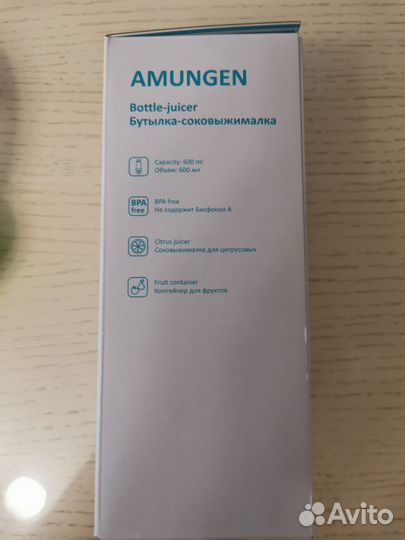 AMUNGEN
Bottle-juicer
Бутылка-соковыжималка
Capacity: 600 ml
Объем: 600 мл
BPA
free
BPA free
Не содержит Бисфенол А
Citrus juicer
Соковыжималка для цитрусовых
Fruit container
Контейнер для фруктов
Avito